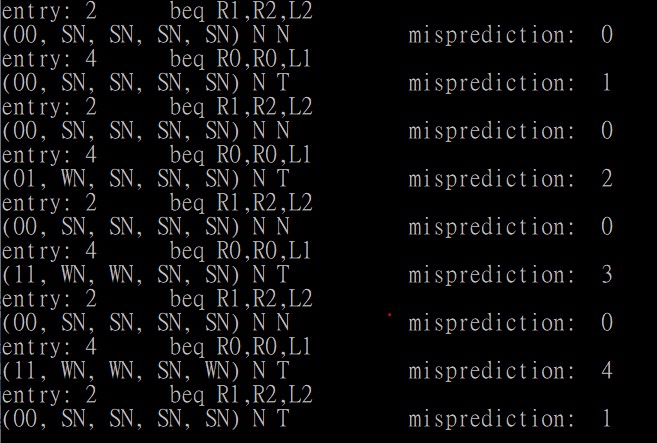 entry: 2 beq R1,R2,L2
(00, SN, SN, SN, SN) N N misprediction: 0
entry: 4 beq R0,R0,L1
(00, SN, SN, SN, SN) N T misprediction: 1
entry: 2 beq R1,R2,L2
(00, SN, SN, SN, SN) N N misprediction: 0
entry: 4 beq R0,R0,L1
(01, WN, SN, SN, SN) N T misprediction: 2
entry: 2 beq R1,R2,L2
(00, SN, SN, SN, SN) N N misprediction: 0
entry: 4 beq R0,R0,L1
(11, WN, WN, SN, SN) N T misprediction: 3
entry: 2 beq R1,R2,L2
(00, SN, SN, SN, SN) N N misprediction: 0
entry: 4 beq R0,R0,L1
(11, WN, WN, SN, WN) N T misprediction: 4
entry: 2 beq R1,R2,L2
(00, SN, SN, SN, SN) N T misprediction: 1